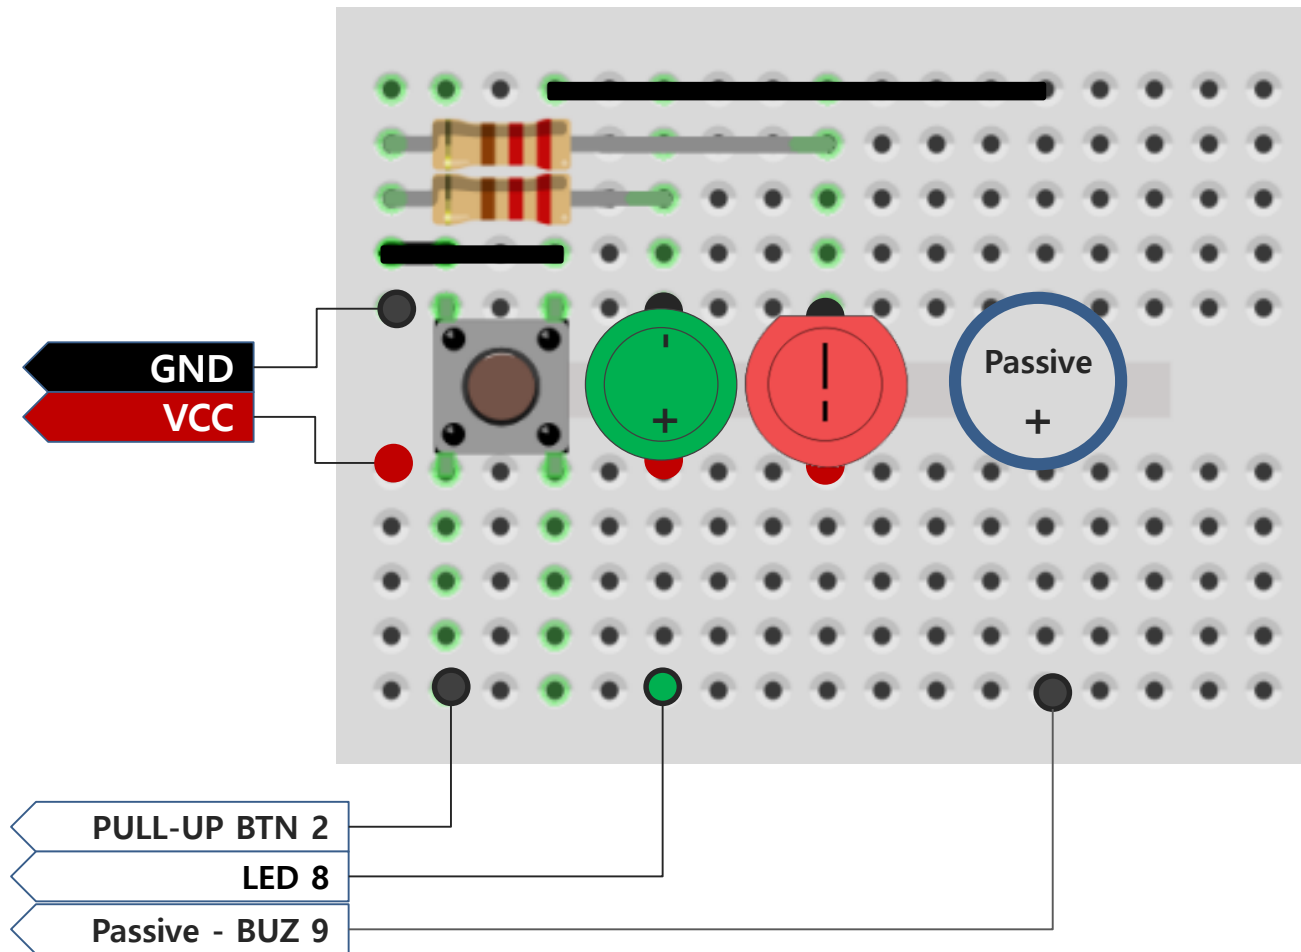 GND
VCC
Passive
+
-
+
PULL-UP BTN 2
LED 8
Passive - BUZ 9